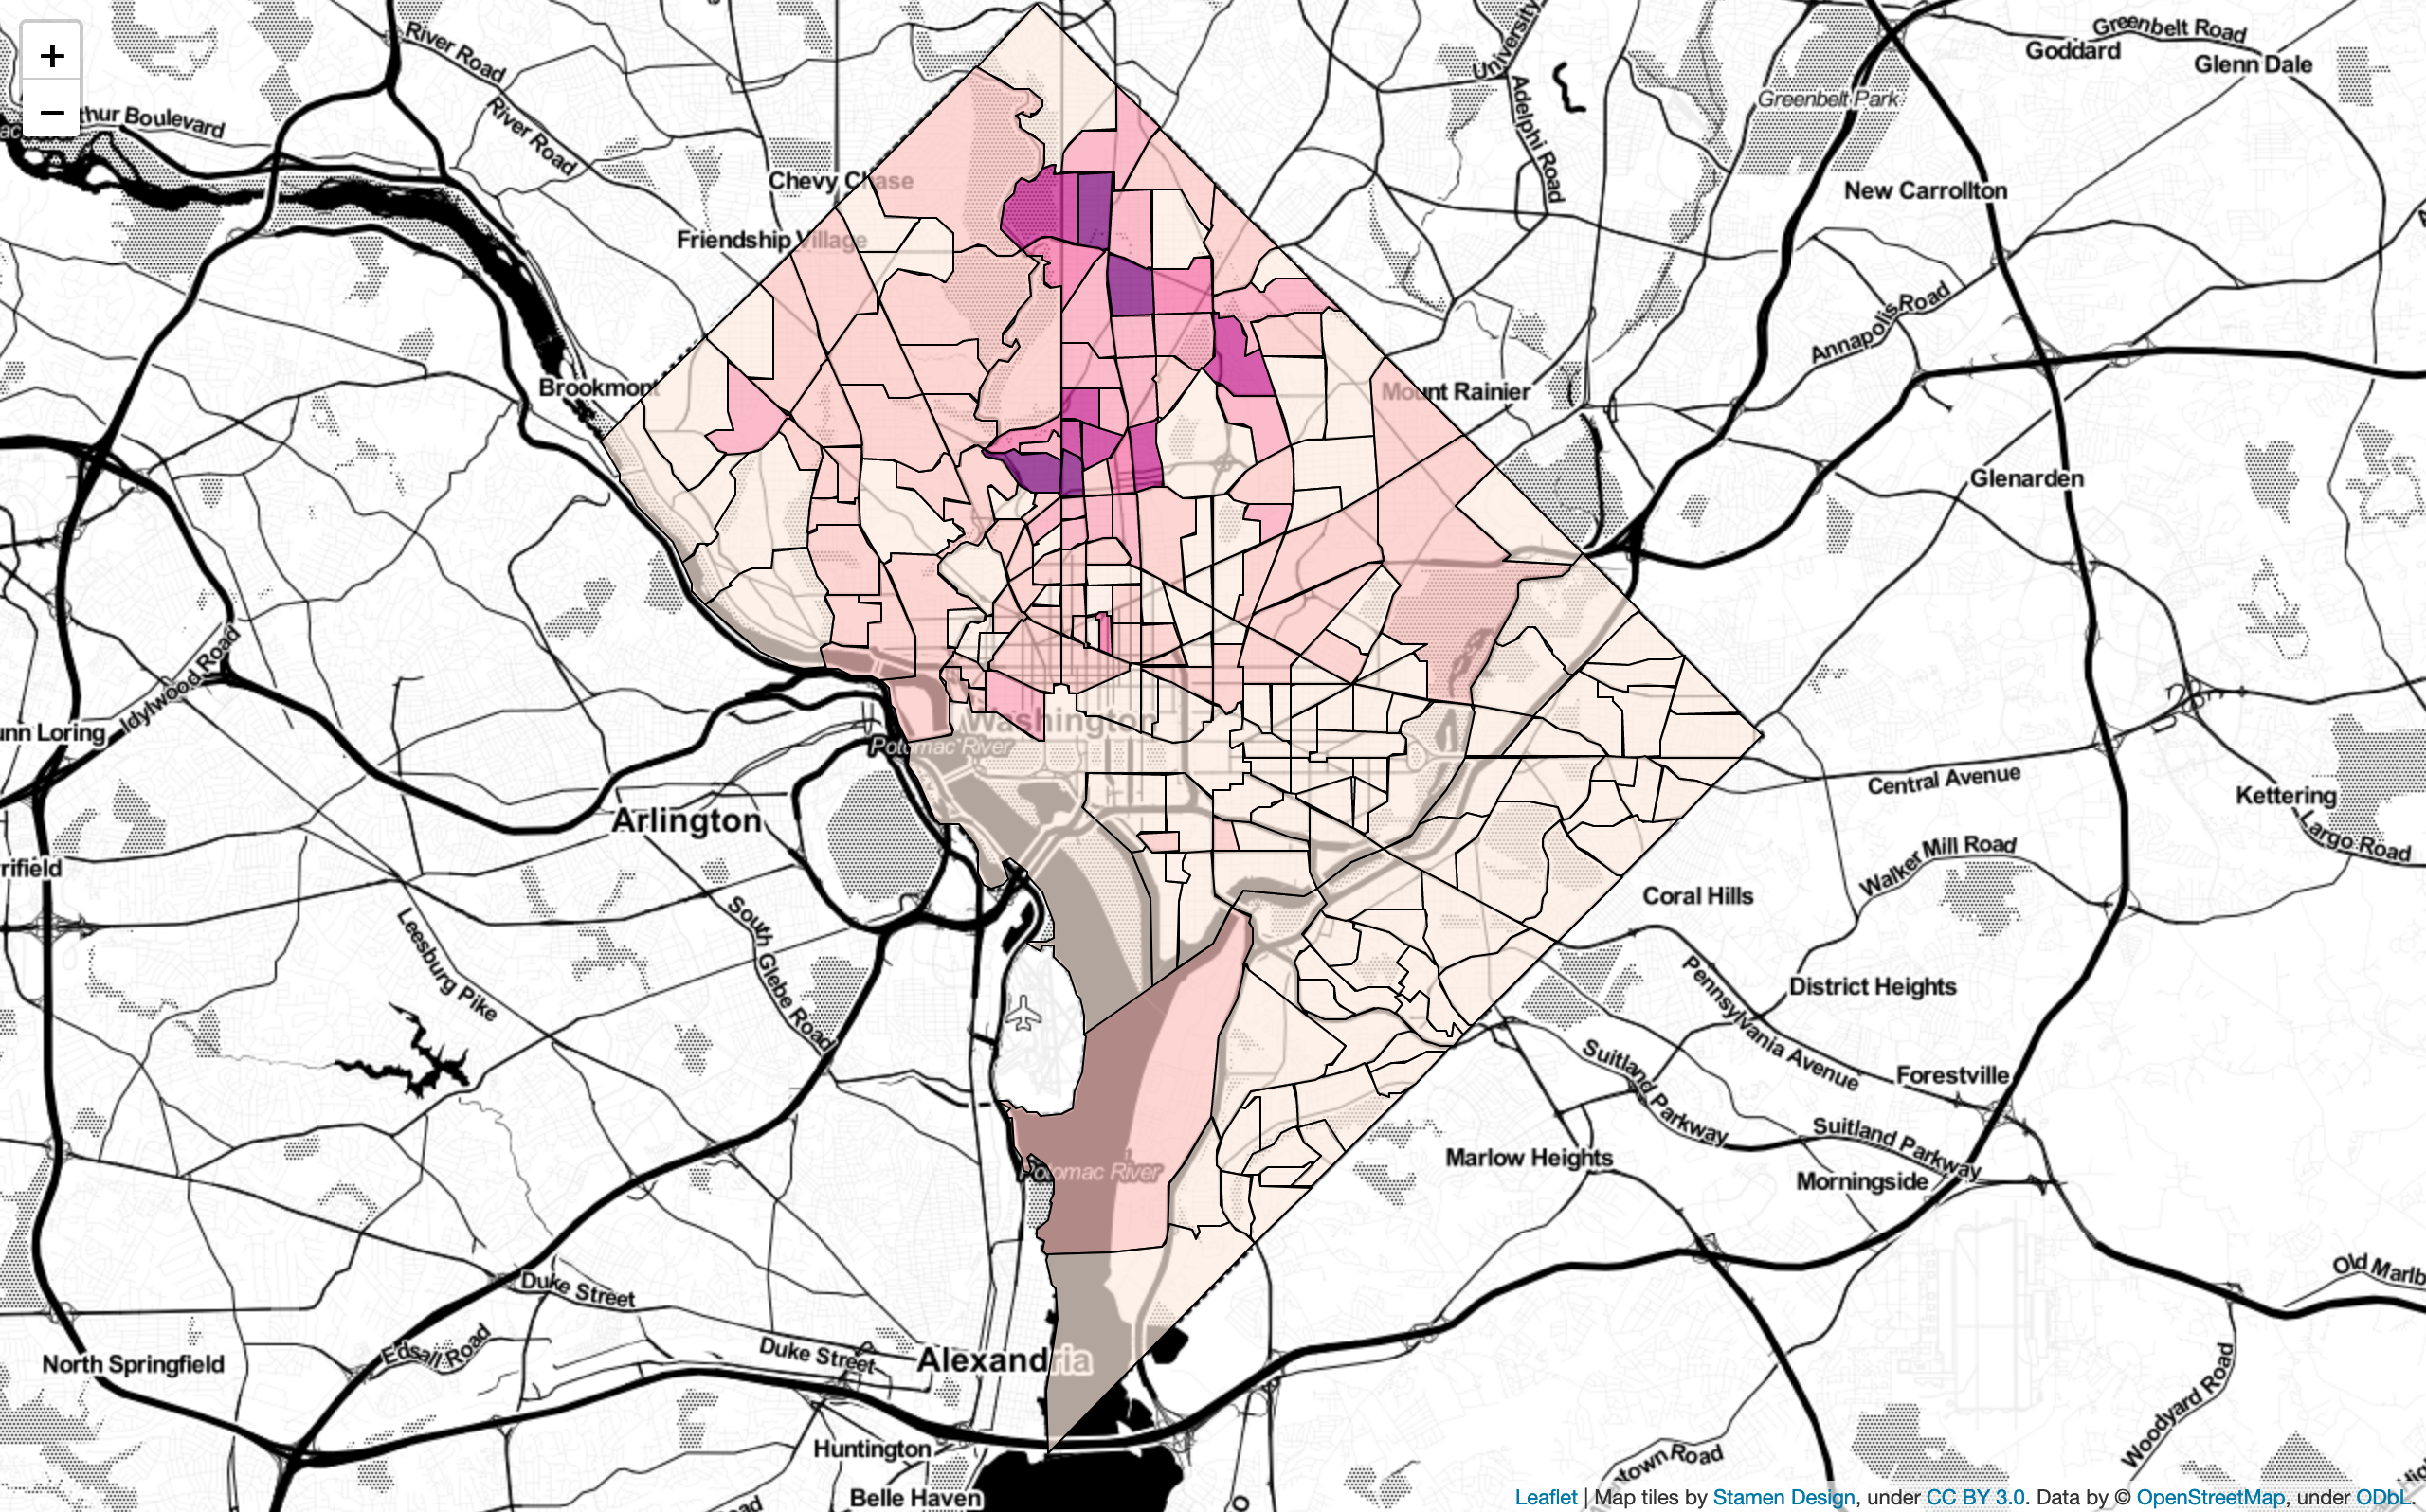 +
−
River Road
River Road
thur Boulevard
Chevy Chase
Friendship Village
Brookmont
University
Adelphi Road
Greenbelt Road
Goddard
Glenn Dale
Greenbelt Park
New Carrollton
Annapolis Road
Mount Rainier
Glenarden
Idylwood Road
unn Loring
Washington
Potomac River
Arlington
Central Avenue
Kettering
Largo Road
Walker Mill Road
Coral Hills
rrifield
Leesburg Pike
South Glebe Road
Pennsylvania Avenue
District Heights
Suitland Parkway
Forestville
Suitland Parkway
Marlow Heights
Morningside
Potomac River
Duke Street
Old Marlb
Edsall Road
North Springfield
Duke Street
Alexandria
Woodyard Road
Huntington
town Road
Belle Haven
Leaflet | Map tiles by Stamen Design, under CC BY 3.0. Data by © OpenStreetMap, under ODbL.